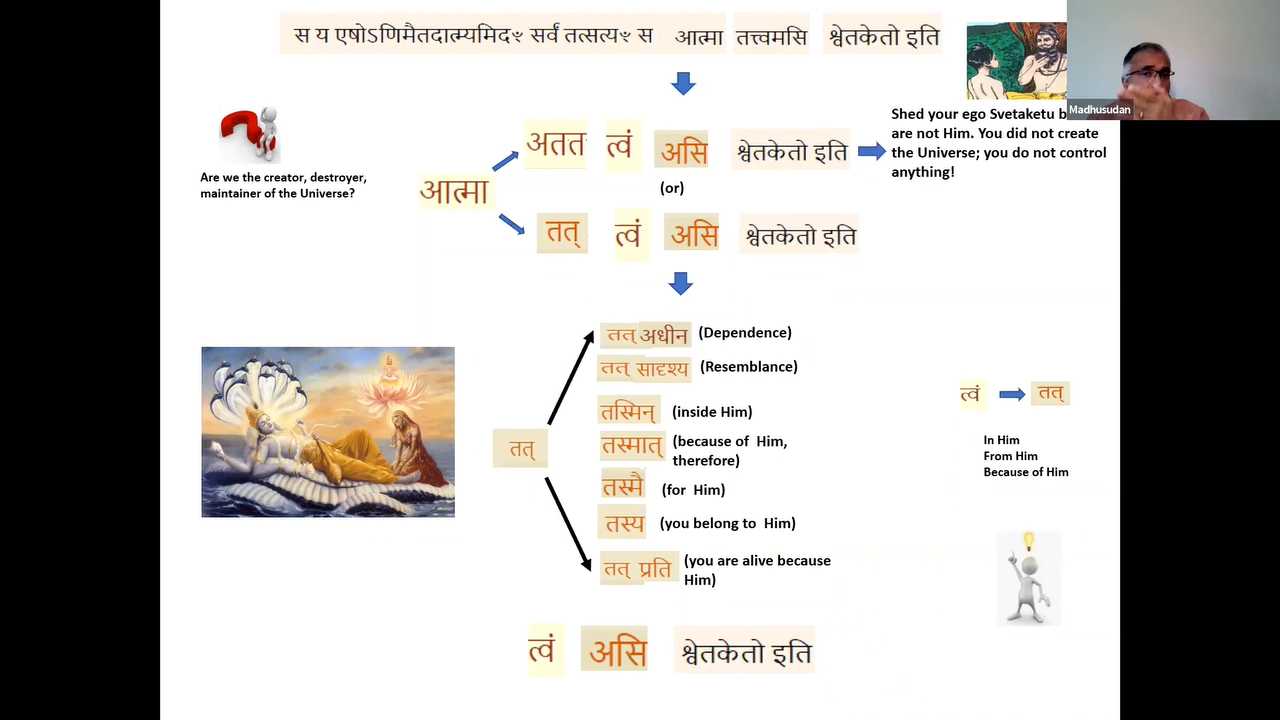 स य एषोऽणिमैतदात्म्यमिदꣳ सर्वं तत्सत्यꣳ स आत्मा तत्त्वमसि श्वेतकेतो इति
Madhusudan
Shed your ego Svetaketu
are not Him. You did not create
the Universe; you do not control
anything!
Are we the creator, destroyer,
maintainer of the Universe?
आत्मा
अतत् त्वं असि श्वेतकेतो इति
(or)
तत् त्वं असि श्वेतकेतो इति
तत्
तत् अधीन (Dependence)
तत् सादृश्य (Resemblance)
तस्मिन् (inside Him)
तस्मात् (because of Him,
therefore)
तस्मै (for Him)
तस्य (you belong to Him)
तत् प्रति (you are alive because
Him)
त्वं तत्
In Him
From Him
Because of Him
त्वं असि श्वेतकेतो इति